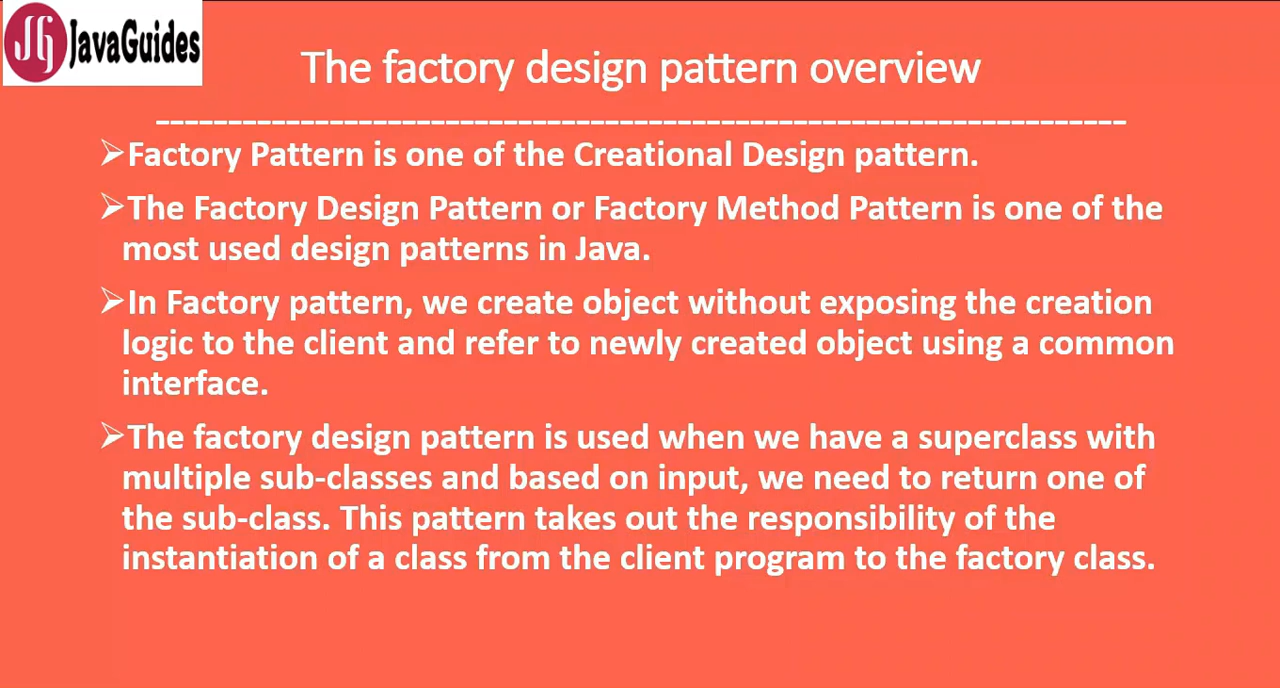 JG JavaGuides
The factory design pattern overview
--------------------------------------------------------------------
➢Factory Pattern is one of the Creational Design pattern.
➢The Factory Design Pattern or Factory Method Pattern is one of the
most used design patterns in Java.
➢In Factory pattern, we create object without exposing the creation
logic to the client and refer to newly created object using a common
interface.
➢The factory design pattern is used when we have a superclass with
multiple sub-classes and based on input, we need to return one of
the sub-class. This pattern takes out the responsibility of the
instantiation of a class from the client program to the factory class.